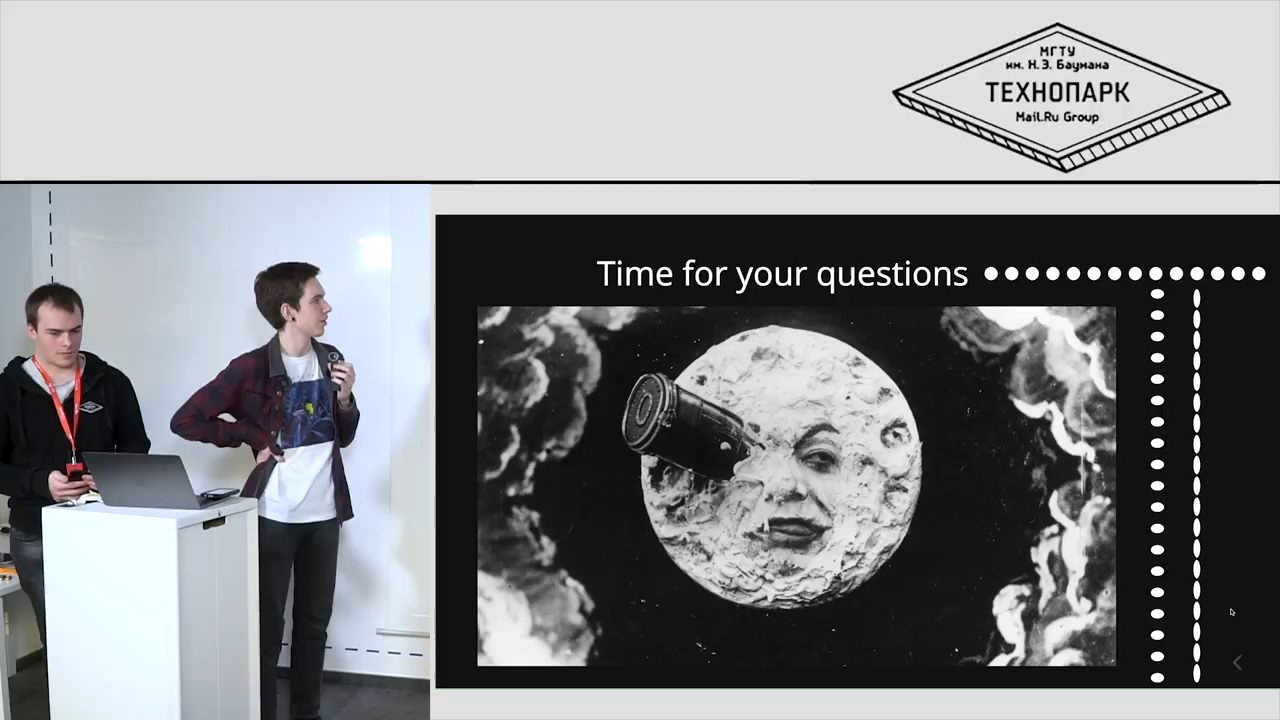 МГТУ
им. Н.Э. Баумана
ТЕХНОПАРК
Mail.Ru Group
Time for your questions